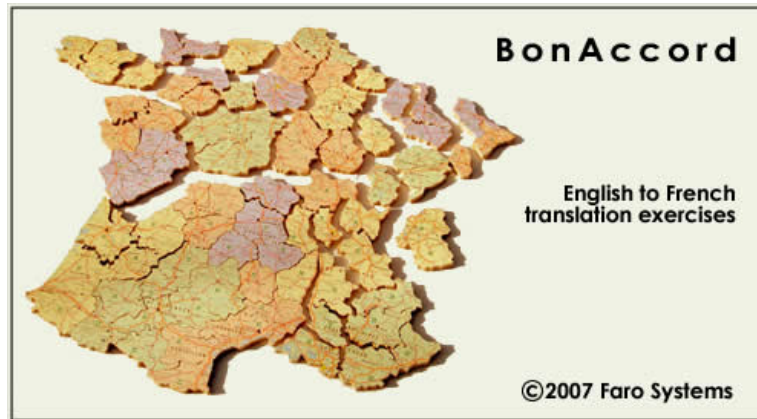 BonAccord
English to French
translation exercises
©2007 Faro Systems